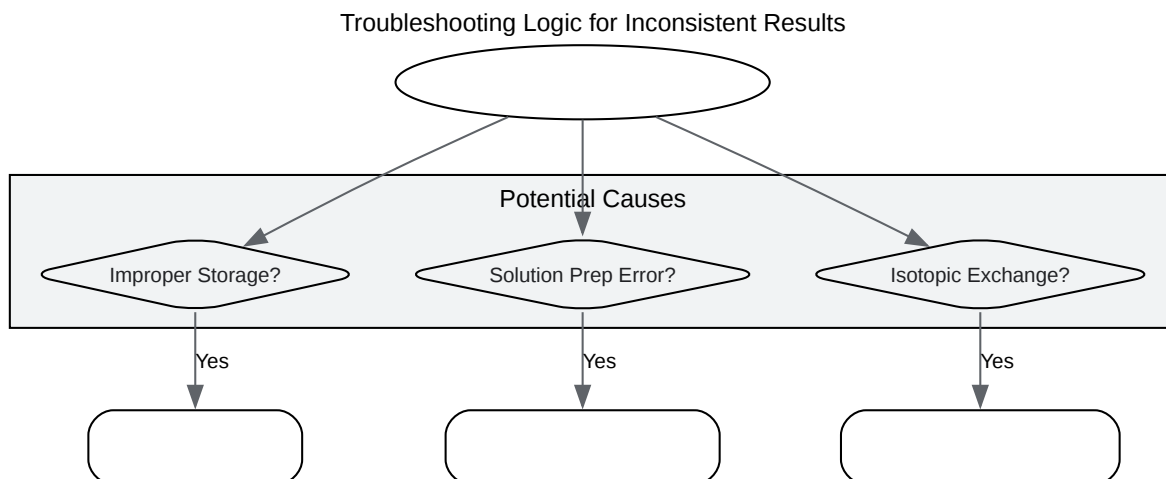 Troubleshooting Logic for Inconsistent Results
Potential Causes
Improper Storage?
Solution Prep Error?
Isotopic Exchange?
Yes
Yes
Yes